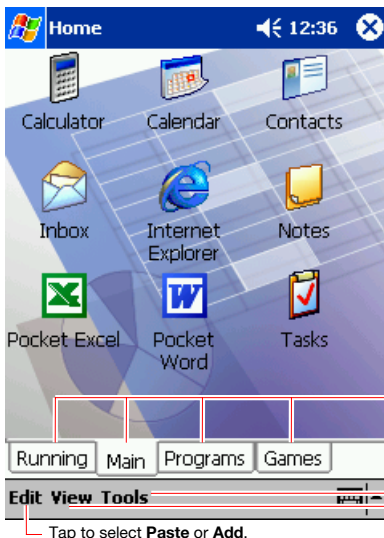 Home 12:36
Calculator Calendar Contacts
Inbox Internet Explorer Notes
Pocket Excel Pocket Word Tasks
Running Main Programs Games
Edit View Tools
Tap to select Paste or Add.